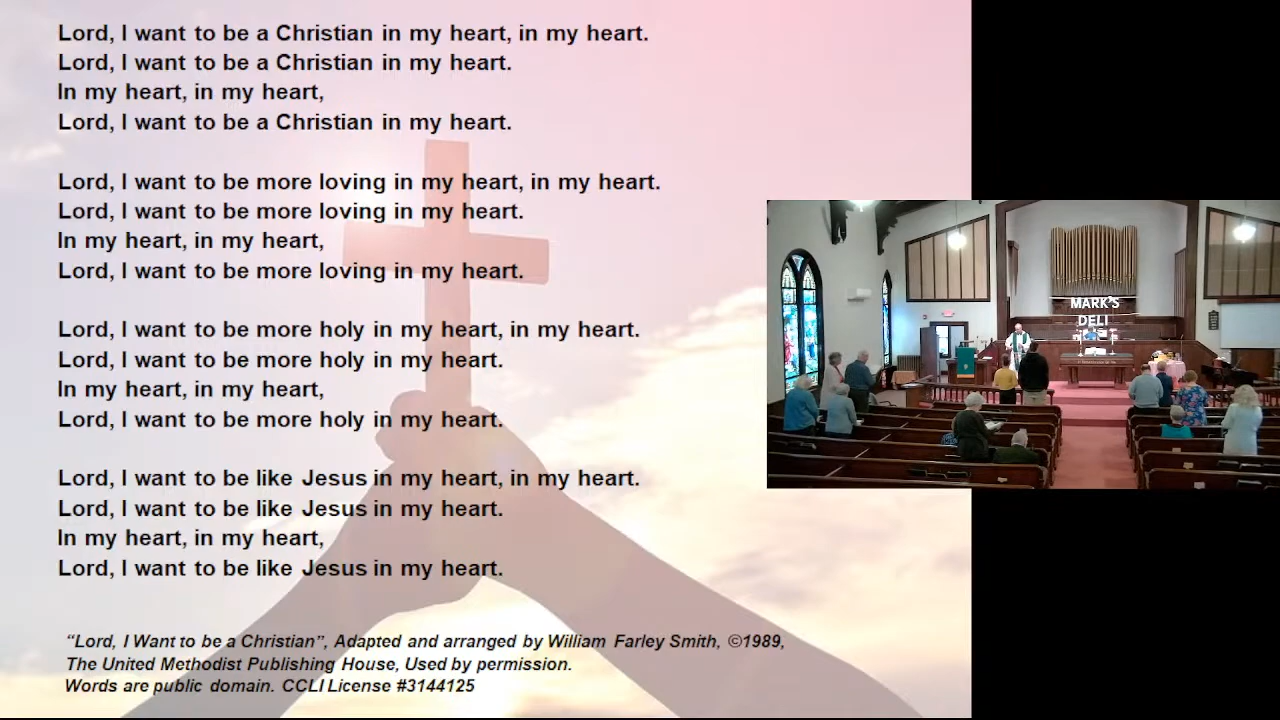 Lord, I want to be a Christian in my heart, in my heart.
Lord, I want to be a Christian in my heart.
In my heart, in my heart,
Lord, I want to be a Christian in my heart.
Lord, I want to be more loving in my heart, in my heart.
Lord, I want to be more loving in my heart.
In my heart, in my heart,
Lord, I want to be more loving in my heart.
Lord, I want to be more holy in my heart, in my heart.
Lord, I want to be more holy in my heart.
In my heart, in my heart,
Lord, I want to be more holy in my heart.
Lord, I want to be like Jesus in my heart, in my heart.
Lord, I want to be like Jesus in my heart.
In my heart, in my heart,
Lord, I want to be like Jesus in my heart.
“Lord, I Want to be a Christian”, Adapted and arranged by William Farley Smith, ©1989,
The United Methodist Publishing House, Used by permission.
Words are public domain. CCLI License #3144125
MARK'S
DELI